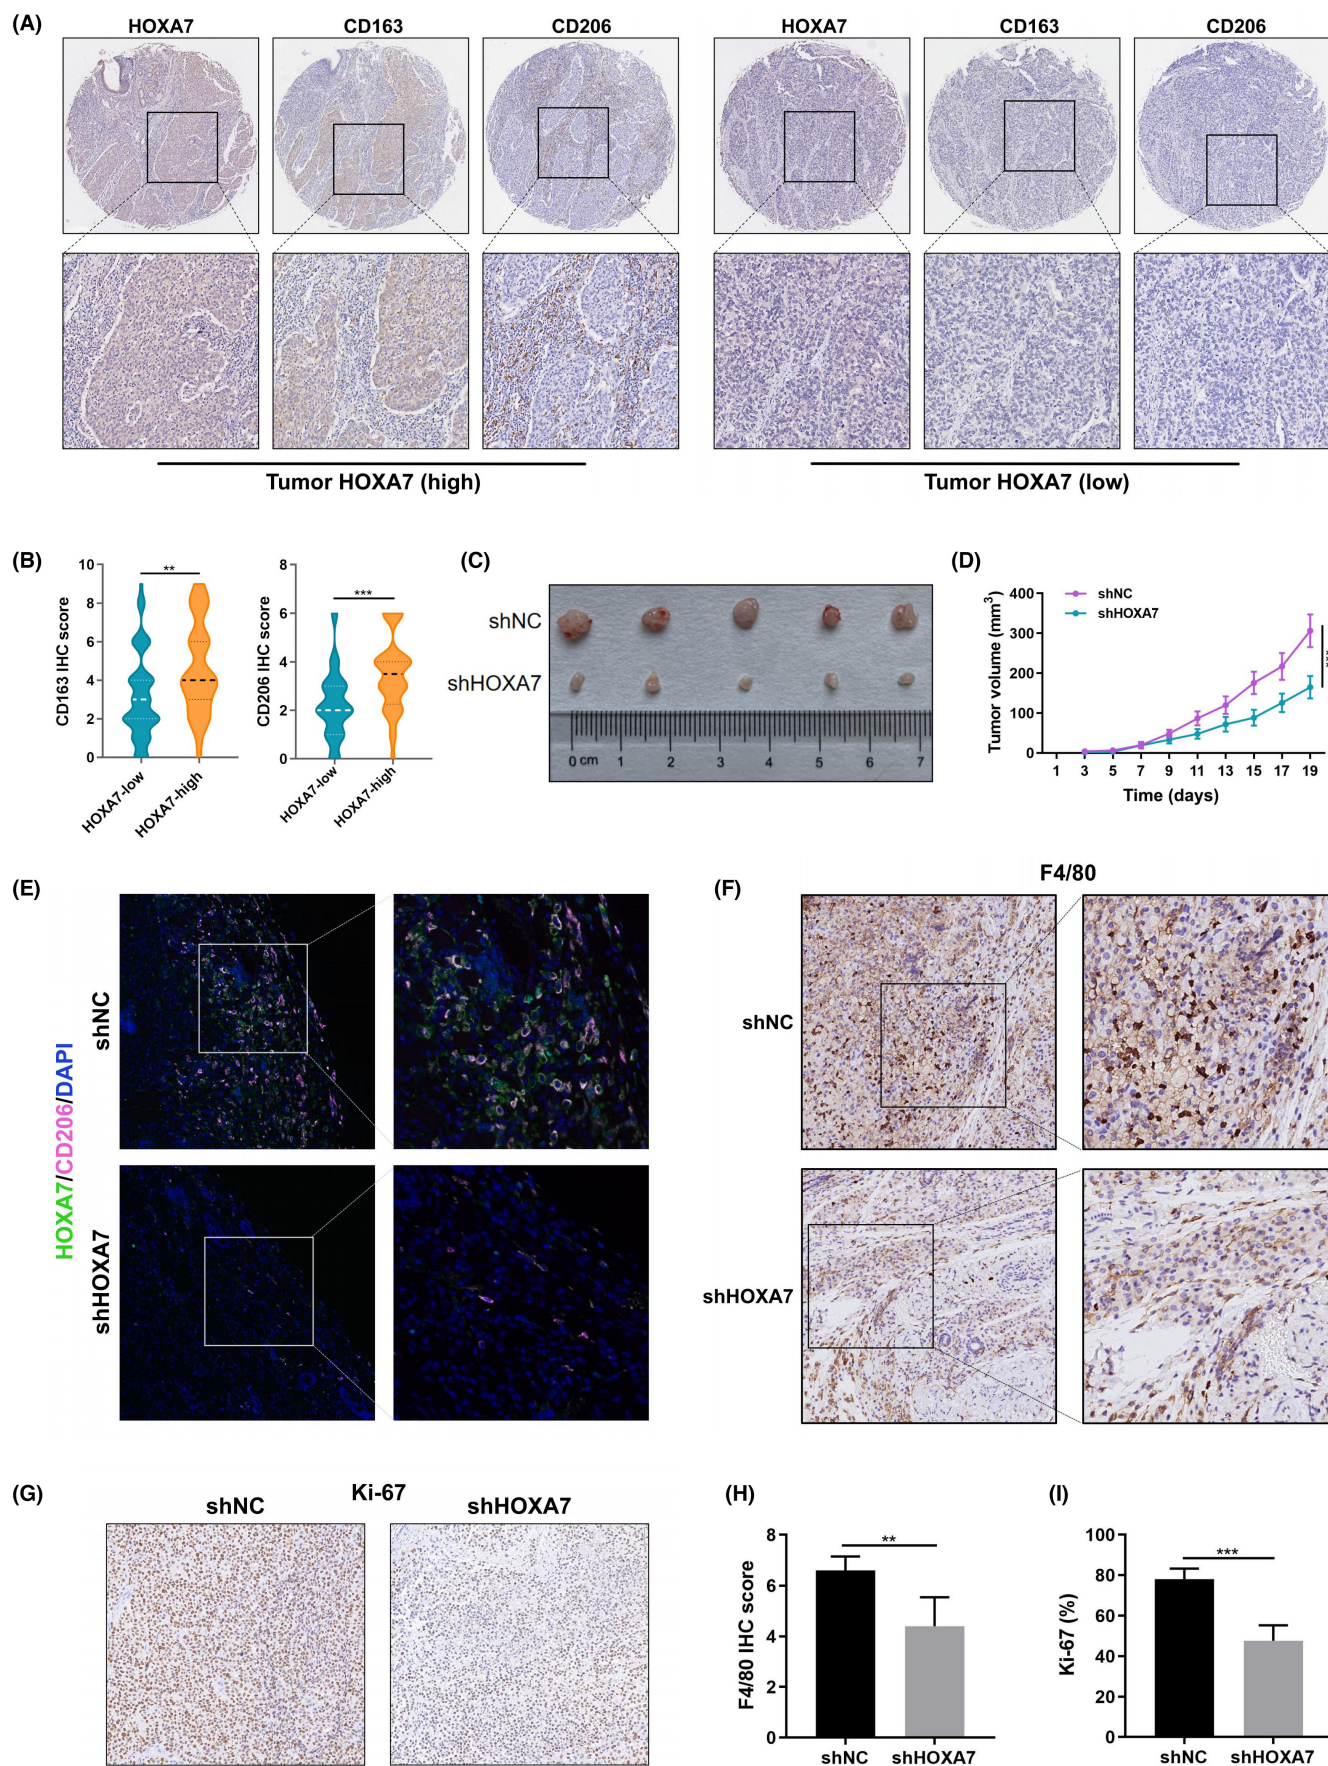 (A)
HOXA7 CD163 CD206 HOXA7 CD163 CD206
Tumor HOXA7 (high) Tumor HOXA7 (low)
(B)
CD163 IHC score
10
8
6
4
2
0
**
HOXA7-low
HOXA7-high
CD206 IHC score
8
6
4
2
0
***
HOXA7-low
HOXA7-high
(C)
shNC
shHOXA7
0 cm 1 2 3 4 5 6 7
(D)
Tumor volume (mm³)
400
300
200
100
0
shNC
shHOXA7
1 3 5 7 9 11 13 15 17 19
Time (days)
(E)
HOXA7/CD206/DAPI
shNC
shHOXA7
(F)
F4/80
shNC
shHOXA7
(G)
Ki-67
shNC shHOXA7
(H)
F4/80 IHC score
8
6
4
2
0
**
shNC shHOXA7
(I)
Ki-67 (%)
100
80
60
40
20
0
***
shNC shHOXA7